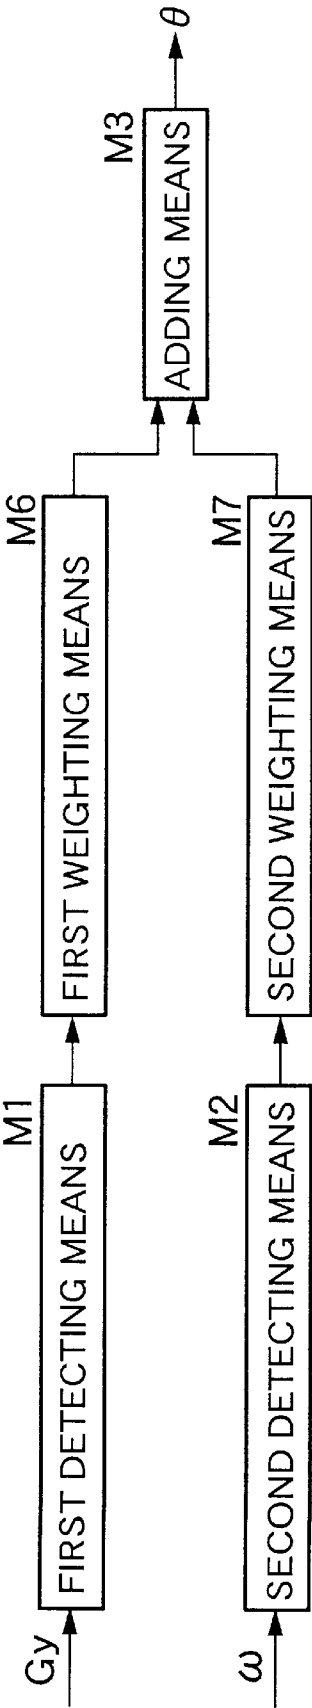 Gy
M1
FIRST DETECTING MEANS
M6
FIRST WEIGHTING MEANS
ω
M2
SECOND DETECTING MEANS
M7
SECOND WEIGHTING MEANS
M3
ADDING MEANS
θ